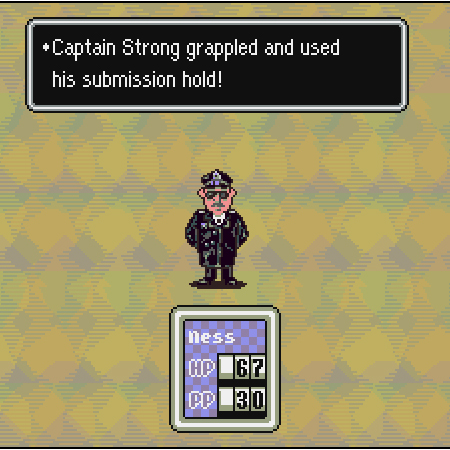 •Captain Strong grappled and used
his submission hold!
Ness
HP 67
PP 30